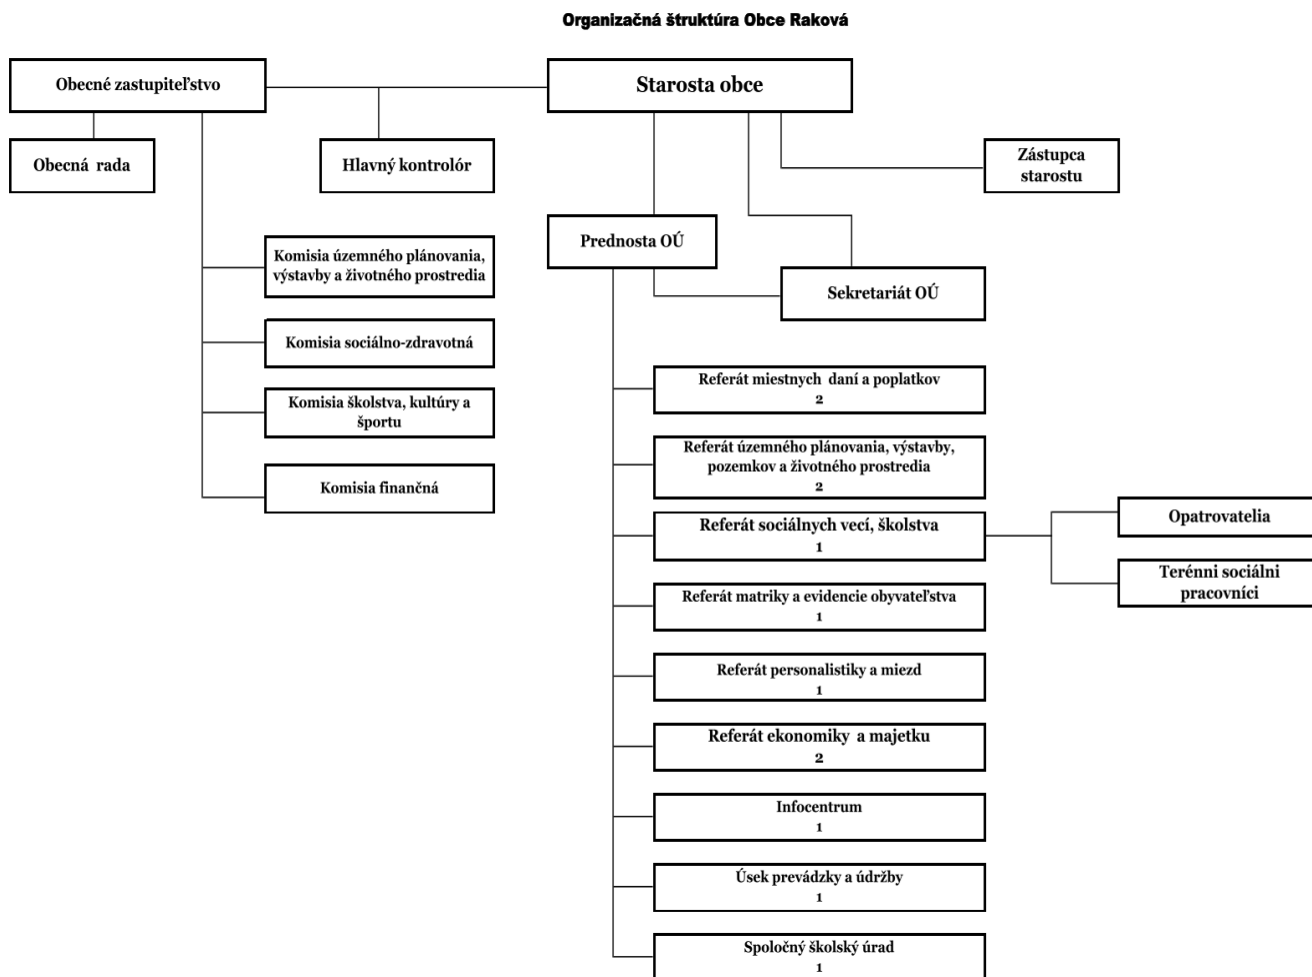 Organizačná štruktúra Obce Raková
Obecné zastupiteľstvo
Starosta obce
Obecná rada
Hlavný kontrolór
Zástupca
starostu
Prednosta OÚ
Sekretariát OÚ
Komisia územného plánovania,
výstavby a životného prostredia
Komisia sociálno-zdravotná
Komisia školstva, kultúry a
športu
Komisia finančná
Referát miestnych daní a poplatkov
2
Referát územného plánovania, výstavby,
pozemkov a životného prostredia
2
Referát sociálnych vecí, školstva
1
Opatrovatelia
Terénni sociálni
pracovníci
Referát matriky a evidencie obyvateľstva
1
Referát personalistiky a miezd
1
Referát ekonomiky a majetku
2
Infocentrum
1
Úsek prevádzky a údržby
1
Spoločný školský úrad
1